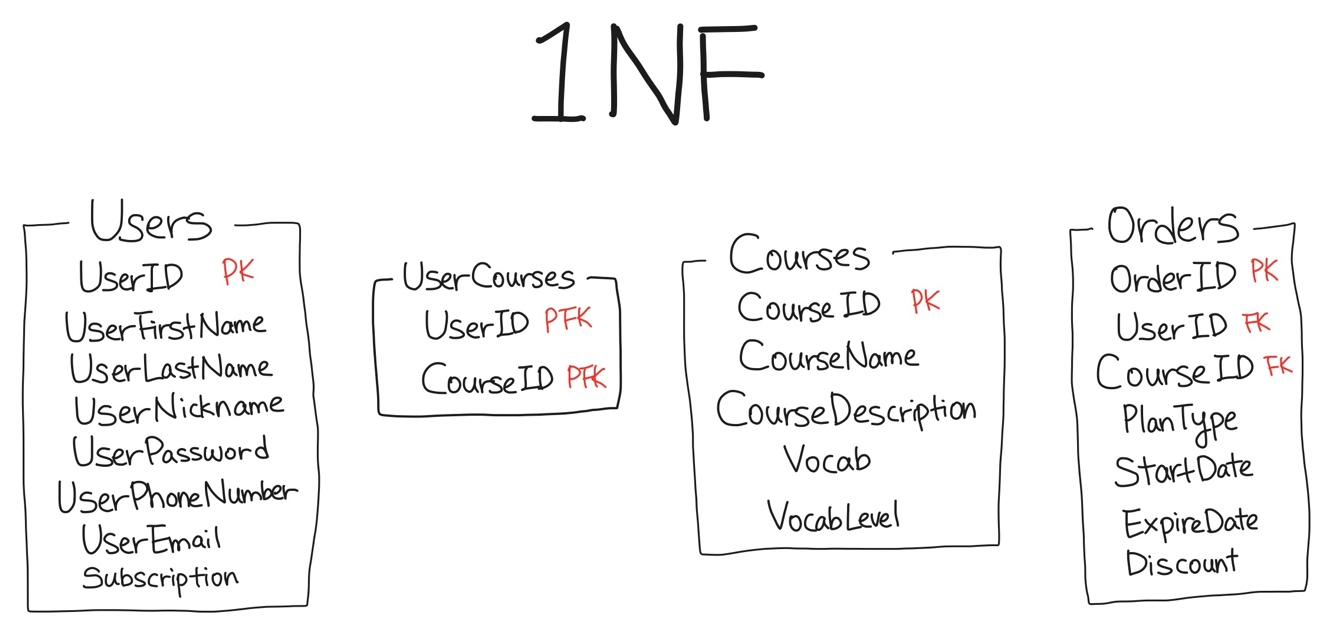 1NF
Users
UserID PK
UserFirstName
UserLastName
UserNickname
UserPassword
UserPhoneNumber
UserEmail
Subscription
UserCourses
UserID PFK
CourseID PFK
Courses
CourseID PK
CourseName
CourseDescription
Vocab
VocabLevel
Orders
OrderID PK
UserID FK
CourseID FK
PlanType
StartDate
ExpireDate
Discount